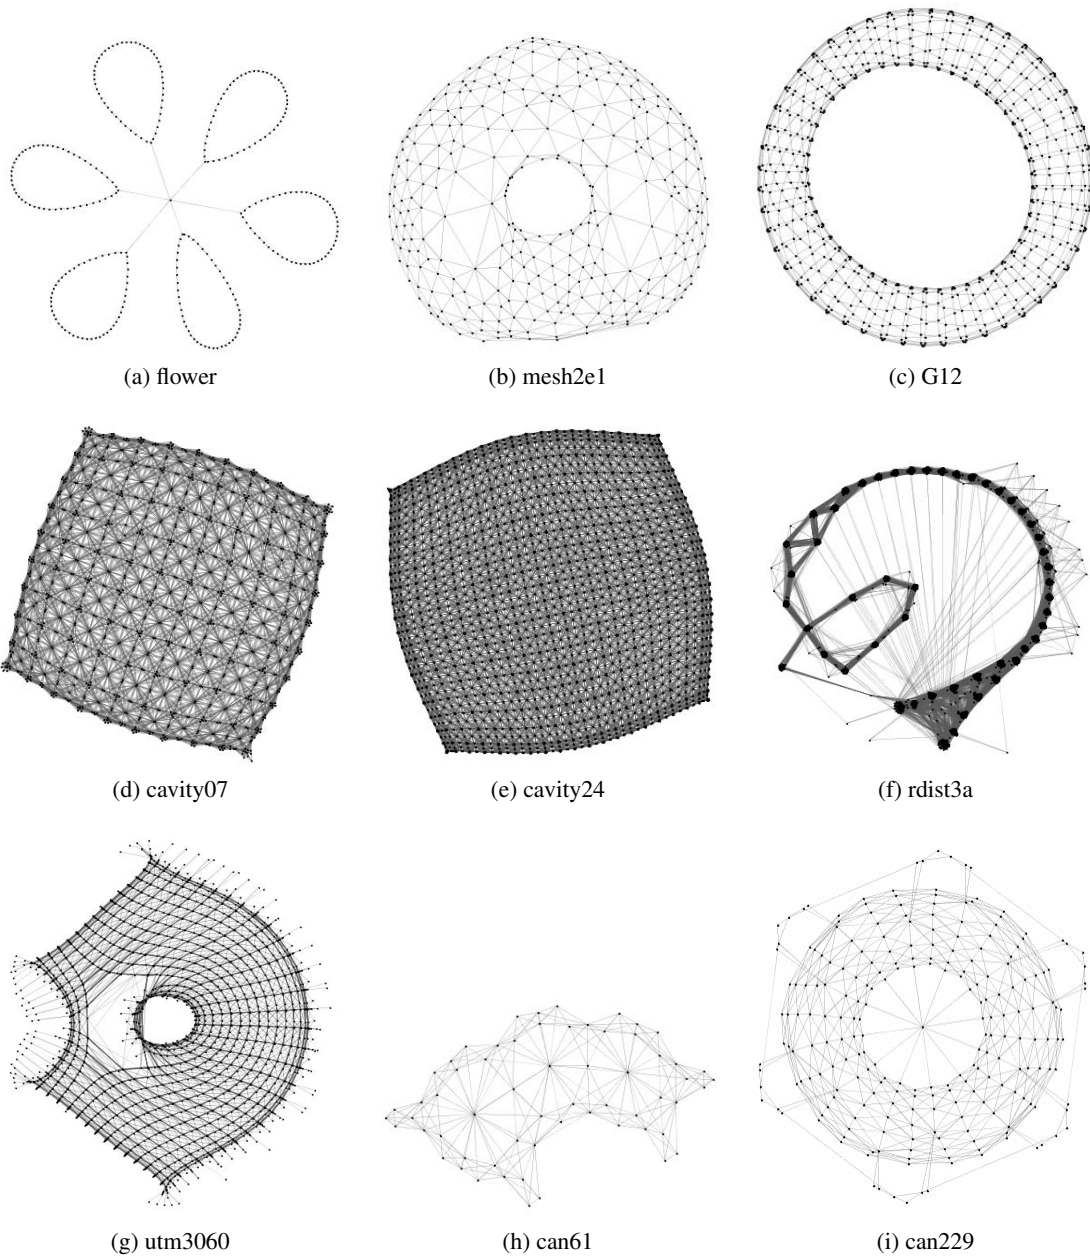 (a) flower
(b) mesh2e1
(c) G12
(d) cavity07
(e) cavity24
(f) rdist3a
(g) utm3060
(h) can61
(i) can229